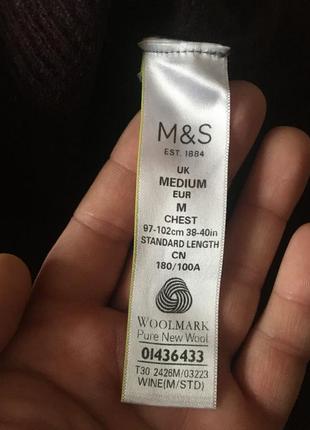 M&S
EST. 1884
UK
MEDIUM
EUR
M
CHEST
97-102cm 38-40in
STANDARD LENGTH
CN
180/100A
WOOLMARK
Pure New Wool
01436433
T30 2428M/03223
WINE(M/STD)